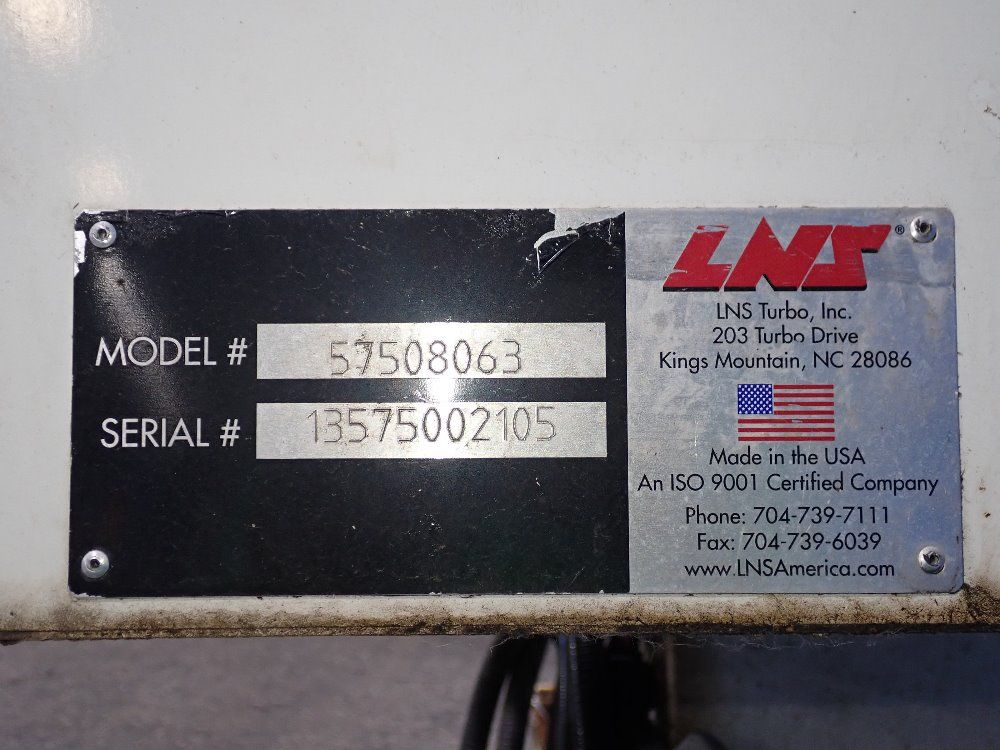 MODEL # 57508063
SERIAL # 13575002105
LNS®
LNS Turbo, Inc.
203 Turbo Drive
Kings Mountain, NC 28086
Made in the USA
An ISO 9001 Certified Company
Phone: 704-739-7111
Fax: 704-739-6039
www.LNSAmerica.com